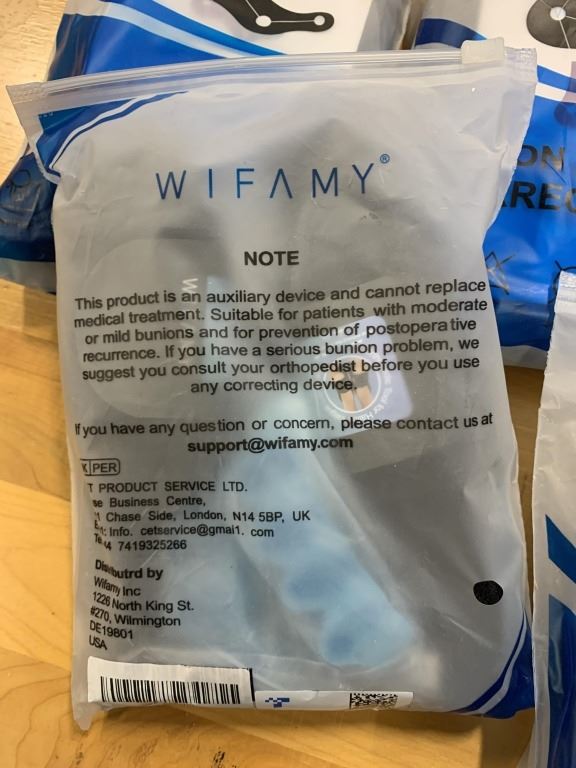 WIFAMY®
NOTE
This product is an auxiliary device and cannot replace
medical treatment. Suitable for patients with moderate
or mild bunions and for prevention of postoperative
recurrence. If you have a serious bunion problem, we
suggest you consult your orthopedist before you use
any correcting device.
If you have any question or concern, please contact us at
support@wifamy.com
PER
T PRODUCT SERVICE LTD.
se Business Centre,
Chase Side, London, N14 5BP, UK
Info. cetservice@gmai1. com
7419325266
Wifamy Inc
1226 North King St.
#270, Wilmington
DE19801
USA
ON